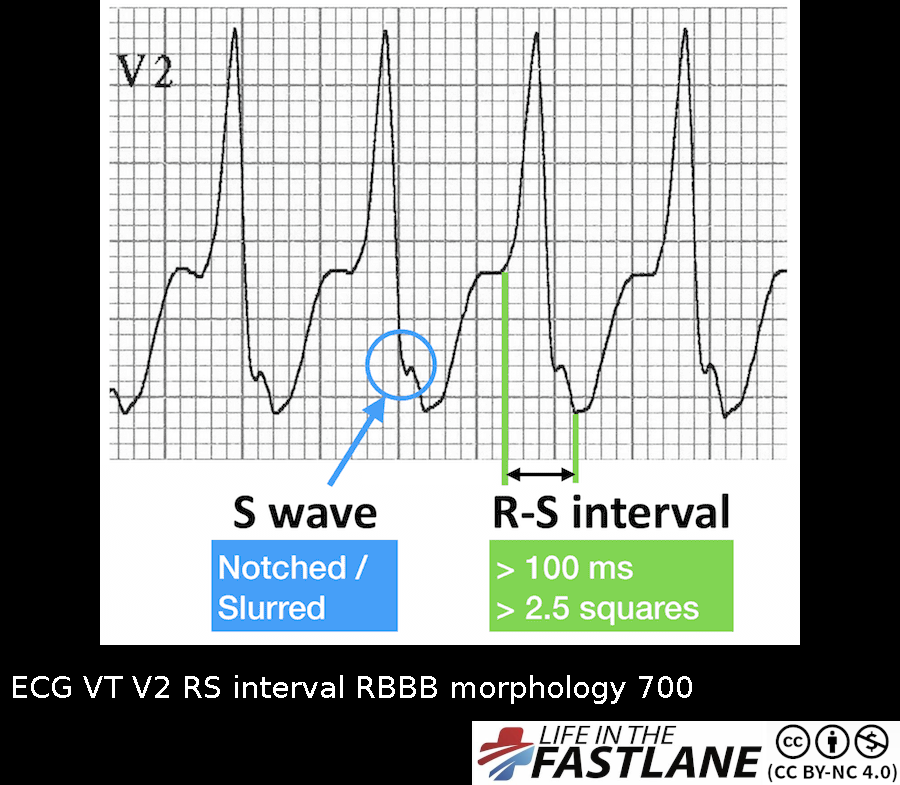 V2
S wave
Notched /
Slurred
R-S interval
> 100 ms
> 2.5 squares
ECG VT V2 RS interval RBBB morphology 700
LIFE IN THE
FASTLANE
cc
(CC BY-NC 4.0)